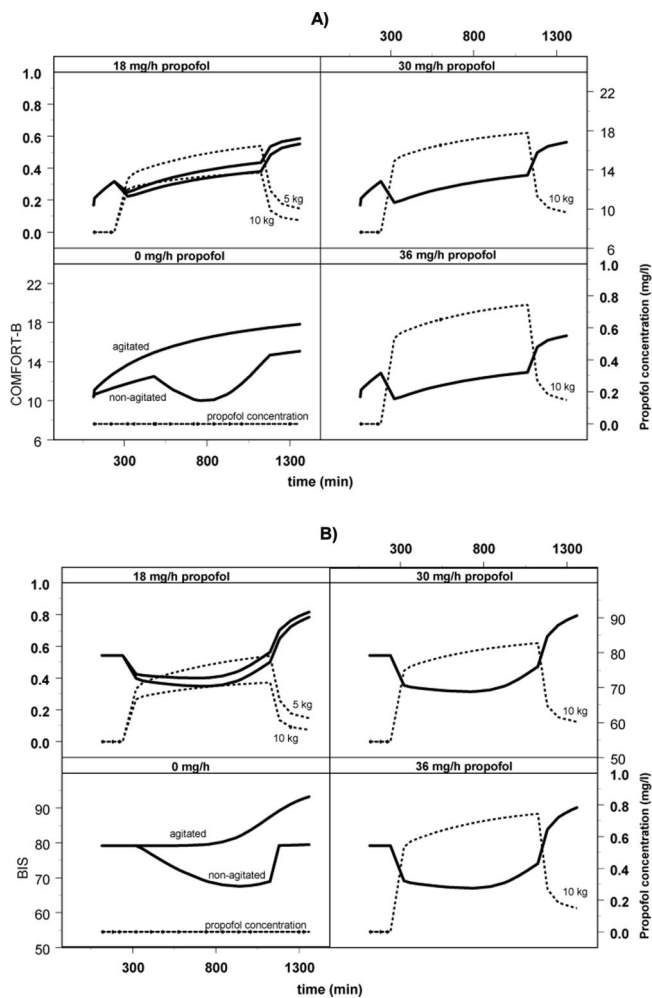 A)
300 800 1300
18 mg/h propofol 30 mg/h propofol
1.0
0.8
0.6
0.4
0.2
0.0
5 kg
10 kg
10 kg
22
18
14
10
6
0 mg/h propofol 36 mg/h propofol
COMFORT-B
22
18
14
10
6
agitated
non-agitated
propofol concentration
10 kg
1.0
0.8
0.6
0.4
0.2
0.0
Propofol concentration (mg/l)
300 800 1300
time (min)
B)
300 800 1300
18 mg/h propofol 30 mg/h propofol
1.0
0.8
0.6
0.4
0.2
0.0
5 kg
10 kg
10 kg
90
80
70
60
50
0 mg/h 36 mg/h propofol
BIS
90
80
70
60
50
agitated
non-agitated
propofol concentration
10 kg
1.0
0.8
0.6
0.4
0.2
0.0
Propofol concentration (mg/l)
300 800 1300
time (min)